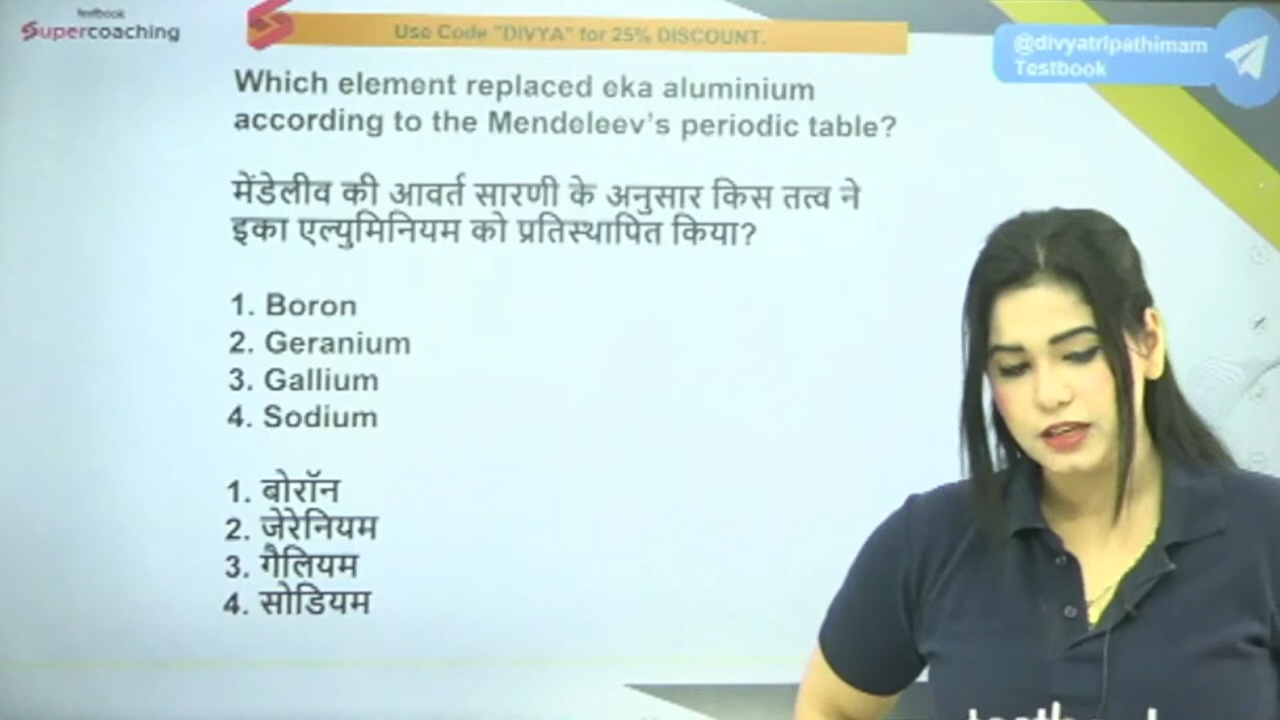 testbook
Supercoaching
Use Code "DIVYA" for 25% DISCOUNT.
@divyatripathimam
Testbook
Which element replaced eka aluminium
according to the Mendeleev's periodic table?
मेंडेलीव की आवर्त सारणी के अनुसार किस तत्व ने
इका एल्युमिनियम को प्रतिस्थापित किया?
1. Boron
2. Geranium
3. Gallium
4. Sodium
1. बोरॉन
2. जेरेनियम
3. गैलियम
4. सोडियम